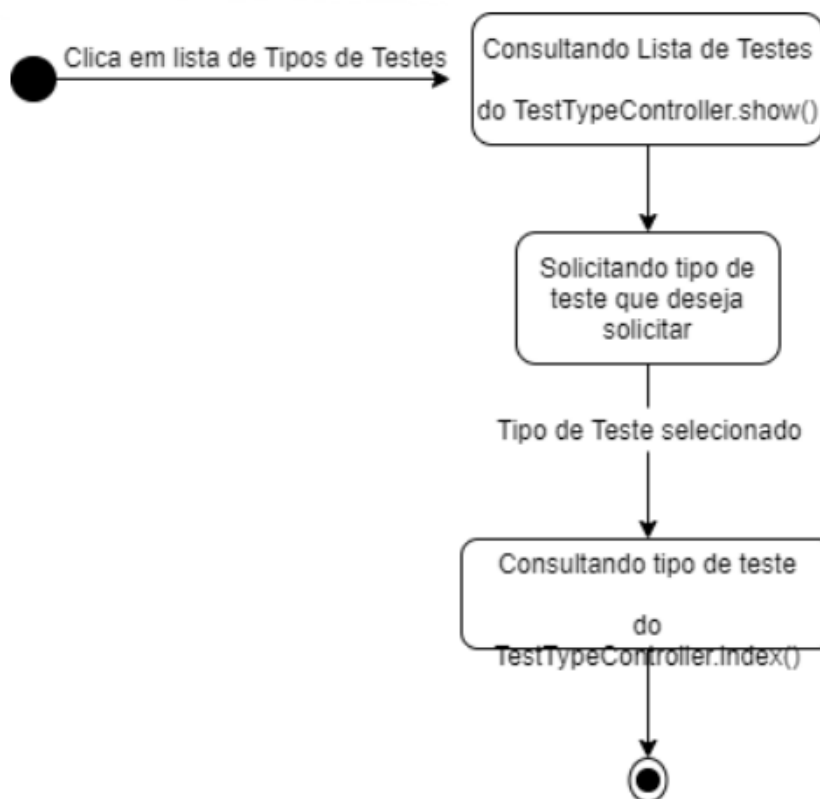 Clica em lista de Tipos de Testes
Consultando Lista de Testes
do TestTypeController.show()
Solicitando tipo de
teste que deseja
solicitar
Tipo de Teste selecionado
Consultando tipo de teste
do
TestTypeController.index()